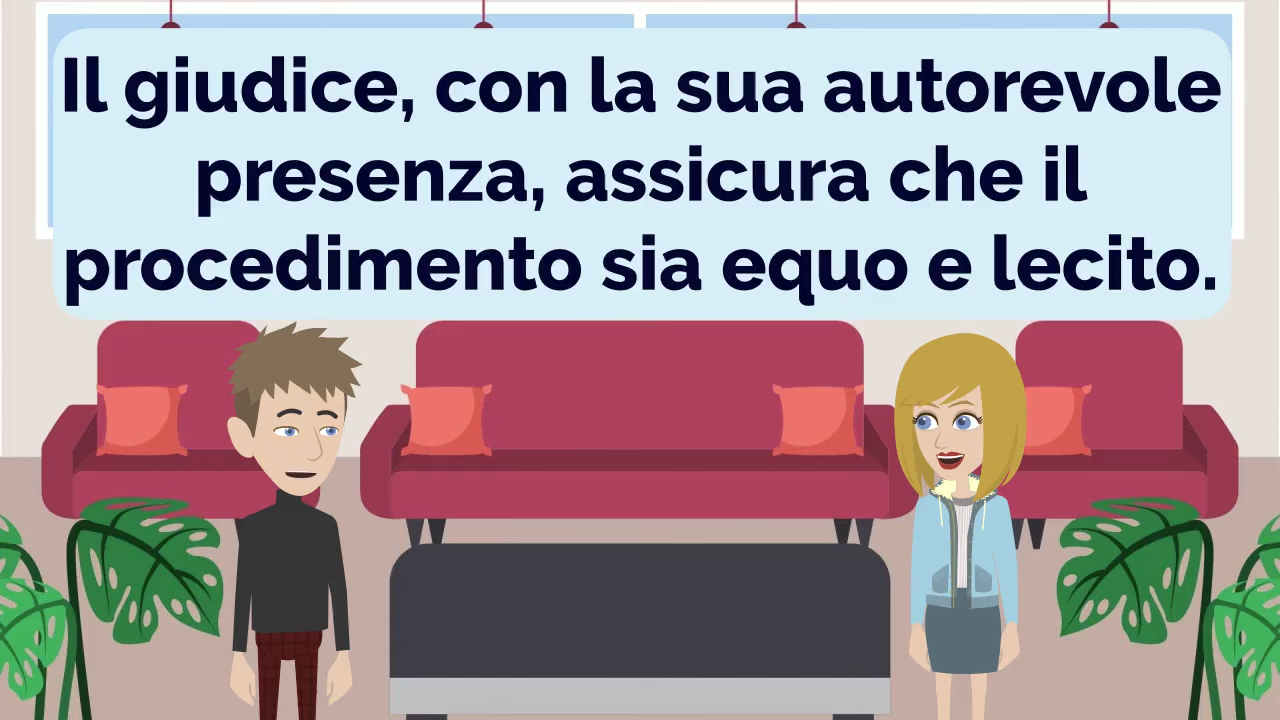 Il giudice, con la sua autorevole
presenza, assicura che il
procedimento sia equo e lecito.